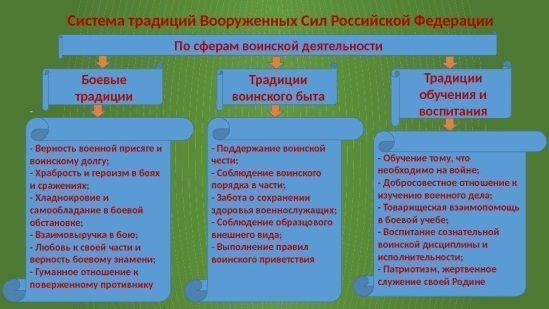 Система традиций Вооруженных Сил Российской Федерации
По сферам воинской деятельности
Боевые
традиции
- Верность военной присяге и
воинскому долгу;
- Храбрость и героизм в боях
и сражениях;
- Хладнокровие и
самообладание в боевой
обстановке;
- Взаимовыручка в бою;
- Любовь к своей части и
верность боевому знамени;
- Гуманное отношение к
поверженному противнику
Традиции
воинского быта
- Поддержание воинской
чести;
- Соблюдение воинского
порядка в части;
- Забота о сохранении
здоровья военнослужащих;
- Соблюдение образцового
внешнего вида;
- Выполнение правил
воинского приветствия
Традиции
обучения и
воспитания
- Обучение тому, что
необходимо на войне;
- Добросовестное отношение к
изучению военного дела;
- Товарищеская взаимопомощь
в боевой учебе;
- Воспитание сознательной
воинской дисциплины и
исполнительности;
- Патриотизм, жертвенное
служение своей Родине